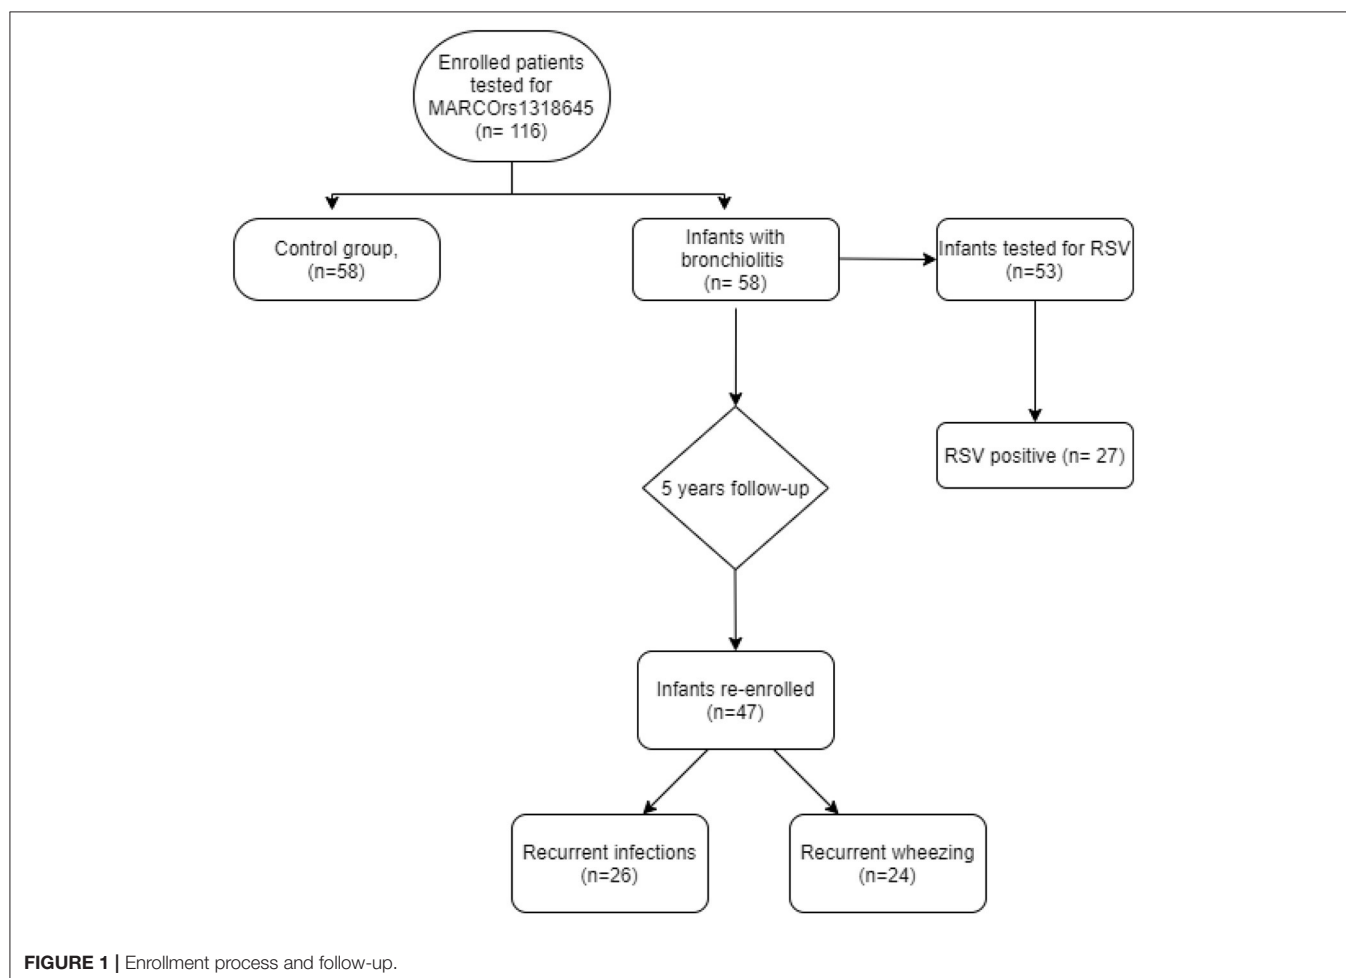 Enrolled patients
tested for
MARCOrs1318645
(n= 116)
Control group,
(n=58)
Infants with
bronchiolitis
(n= 58)
Infants tested for RSV
(n=53)
RSV positive (n= 27)
5 years follow-up
Infants re-enrolled
(n=47)
Recurrent infections
(n=26)
Recurrent wheezing
(n=24)
FIGURE 1 | Enrollment process and follow-up.